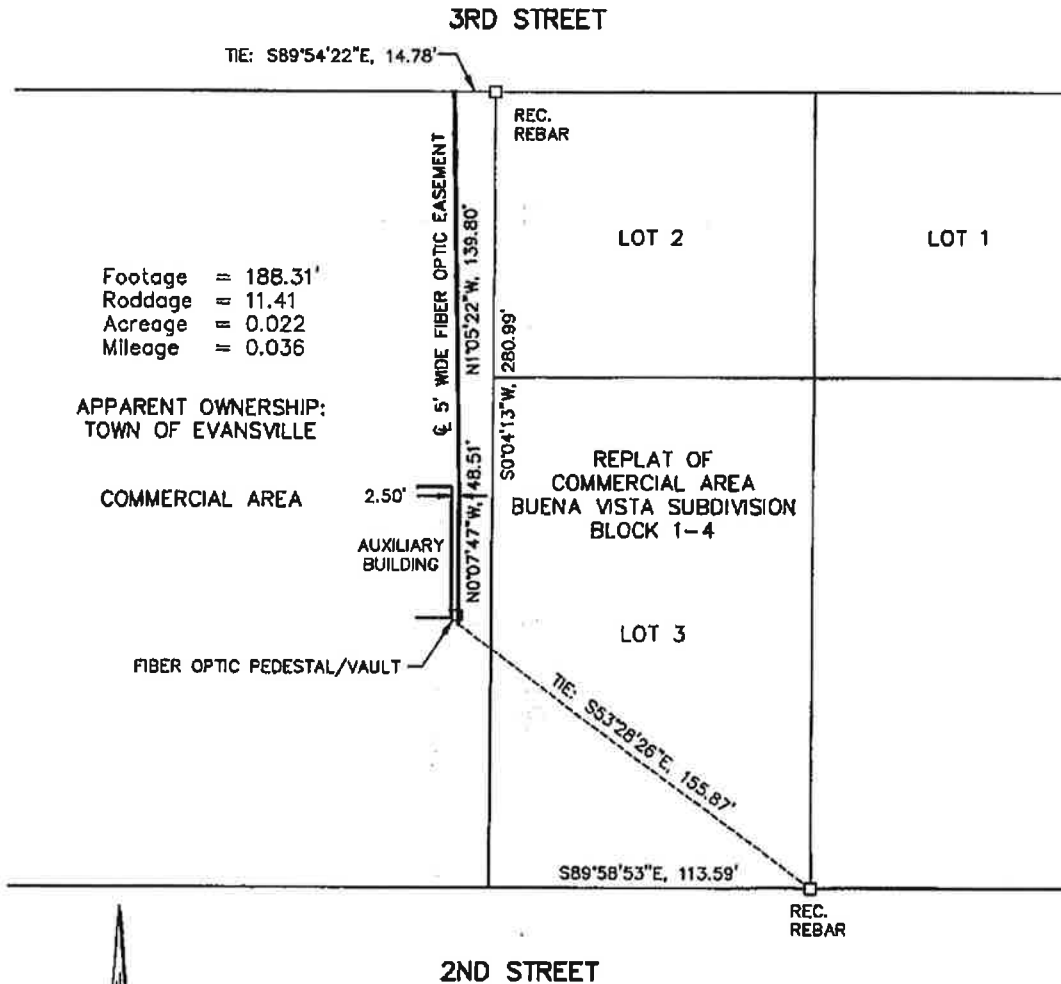 3RD STREET
TIE: S89°54'22"E, 14.78'
REC.
REBAR
LOT 2
LOT 1
℄ 5' WIDE FIBER OPTIC EASEMENT
N1°05'22"W, 139.80'
S0°04'13"W, 280.99'
Footage = 188.31'
Roddage = 11.41
Acreage = 0.022
Mileage = 0.036
APPARENT OWNERSHIP:
TOWN OF EVANSVILLE
COMMERCIAL AREA
2.50'
N0°07'47"W, 48.51'
AUXILIARY
BUILDING
REPLAT OF
COMMERCIAL AREA
BUENA VISTA SUBDIVISION
BLOCK 1-4
LOT 3
FIBER OPTIC PEDESTAL/VAULT
TIE: S53°28'26"E, 155.87'
S89°58'53"E, 113.59'
REC.
REBAR
2ND STREET